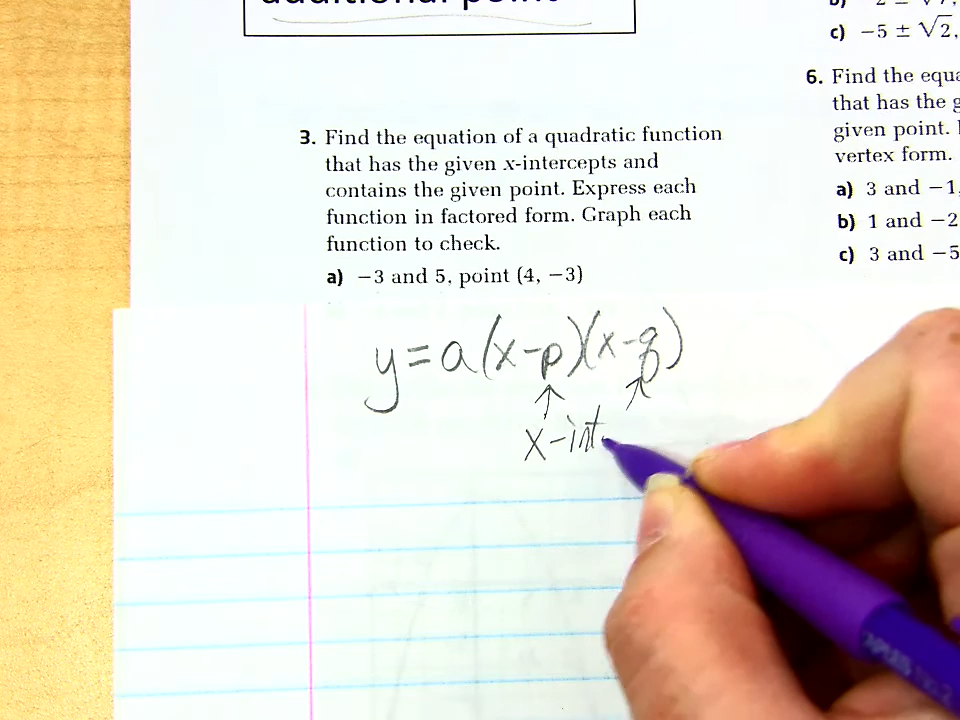 additional point
3. Find the equation of a quadratic function
that has the given x-intercepts and
contains the given point. Express each
function in factored form. Graph each
function to check.
a) −3 and 5, point (4, −3)
y=a(x-p)(x-q)
x-int
c) −5 ± √2,
6. Find the equa
that has the g
given point.
vertex form.
a) 3 and −1,
b) 1 and −2
c) 3 and −5